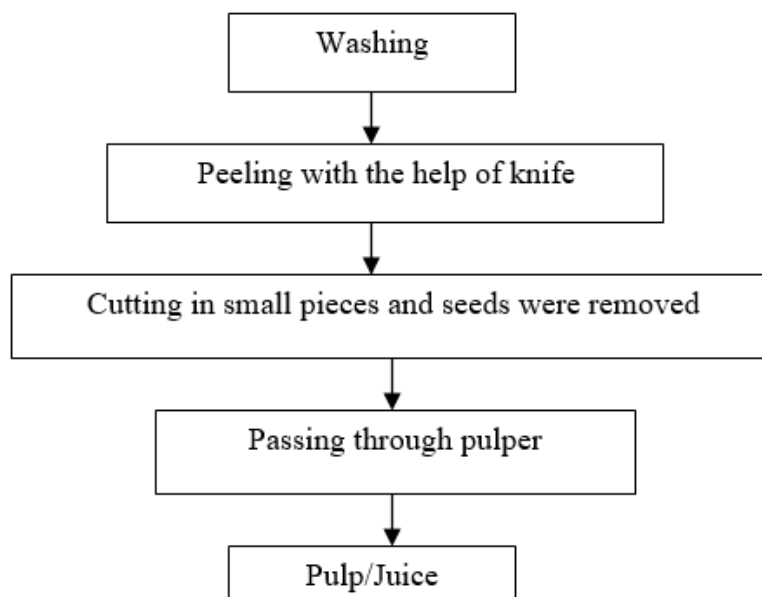 Washing
Peeling with the help of knife
Cutting in small pieces and seeds were removed
Passing through pulper
Pulp/Juice